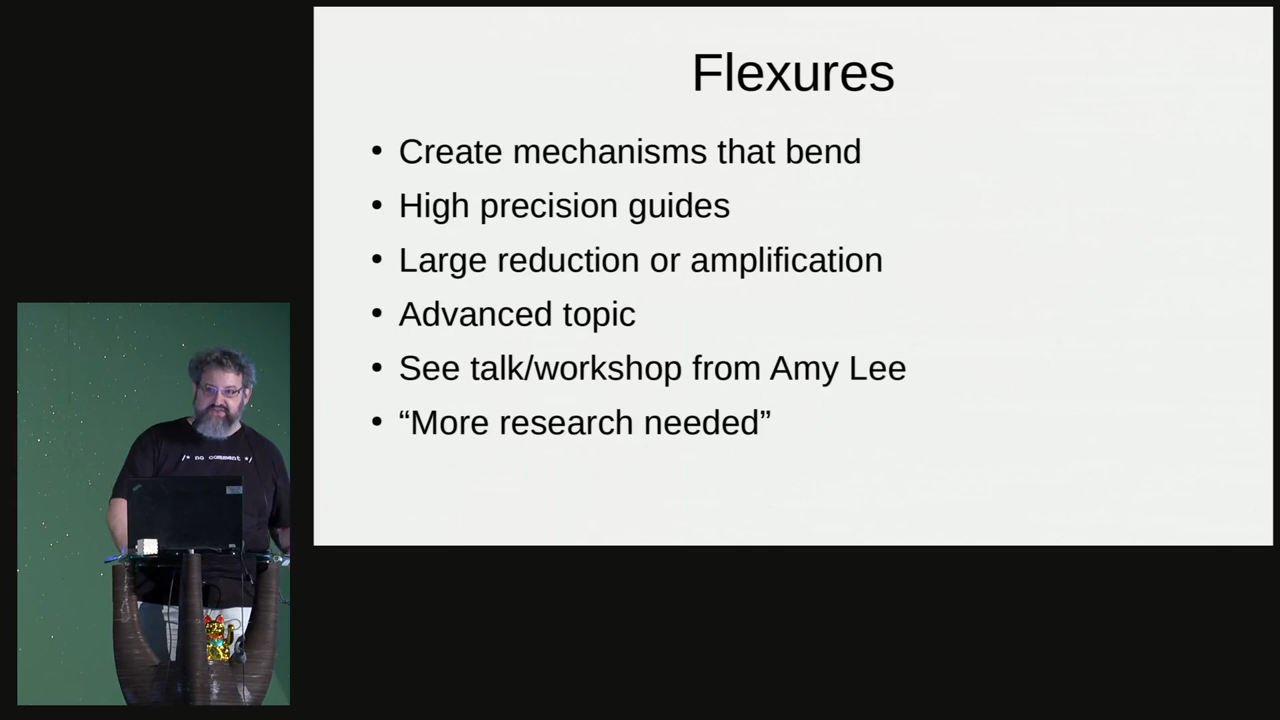 Flexures
• Create mechanisms that bend
• High precision guides
• Large reduction or amplification
• Advanced topic
• See talk/workshop from Amy Lee
• “More research needed”
/* no comment */